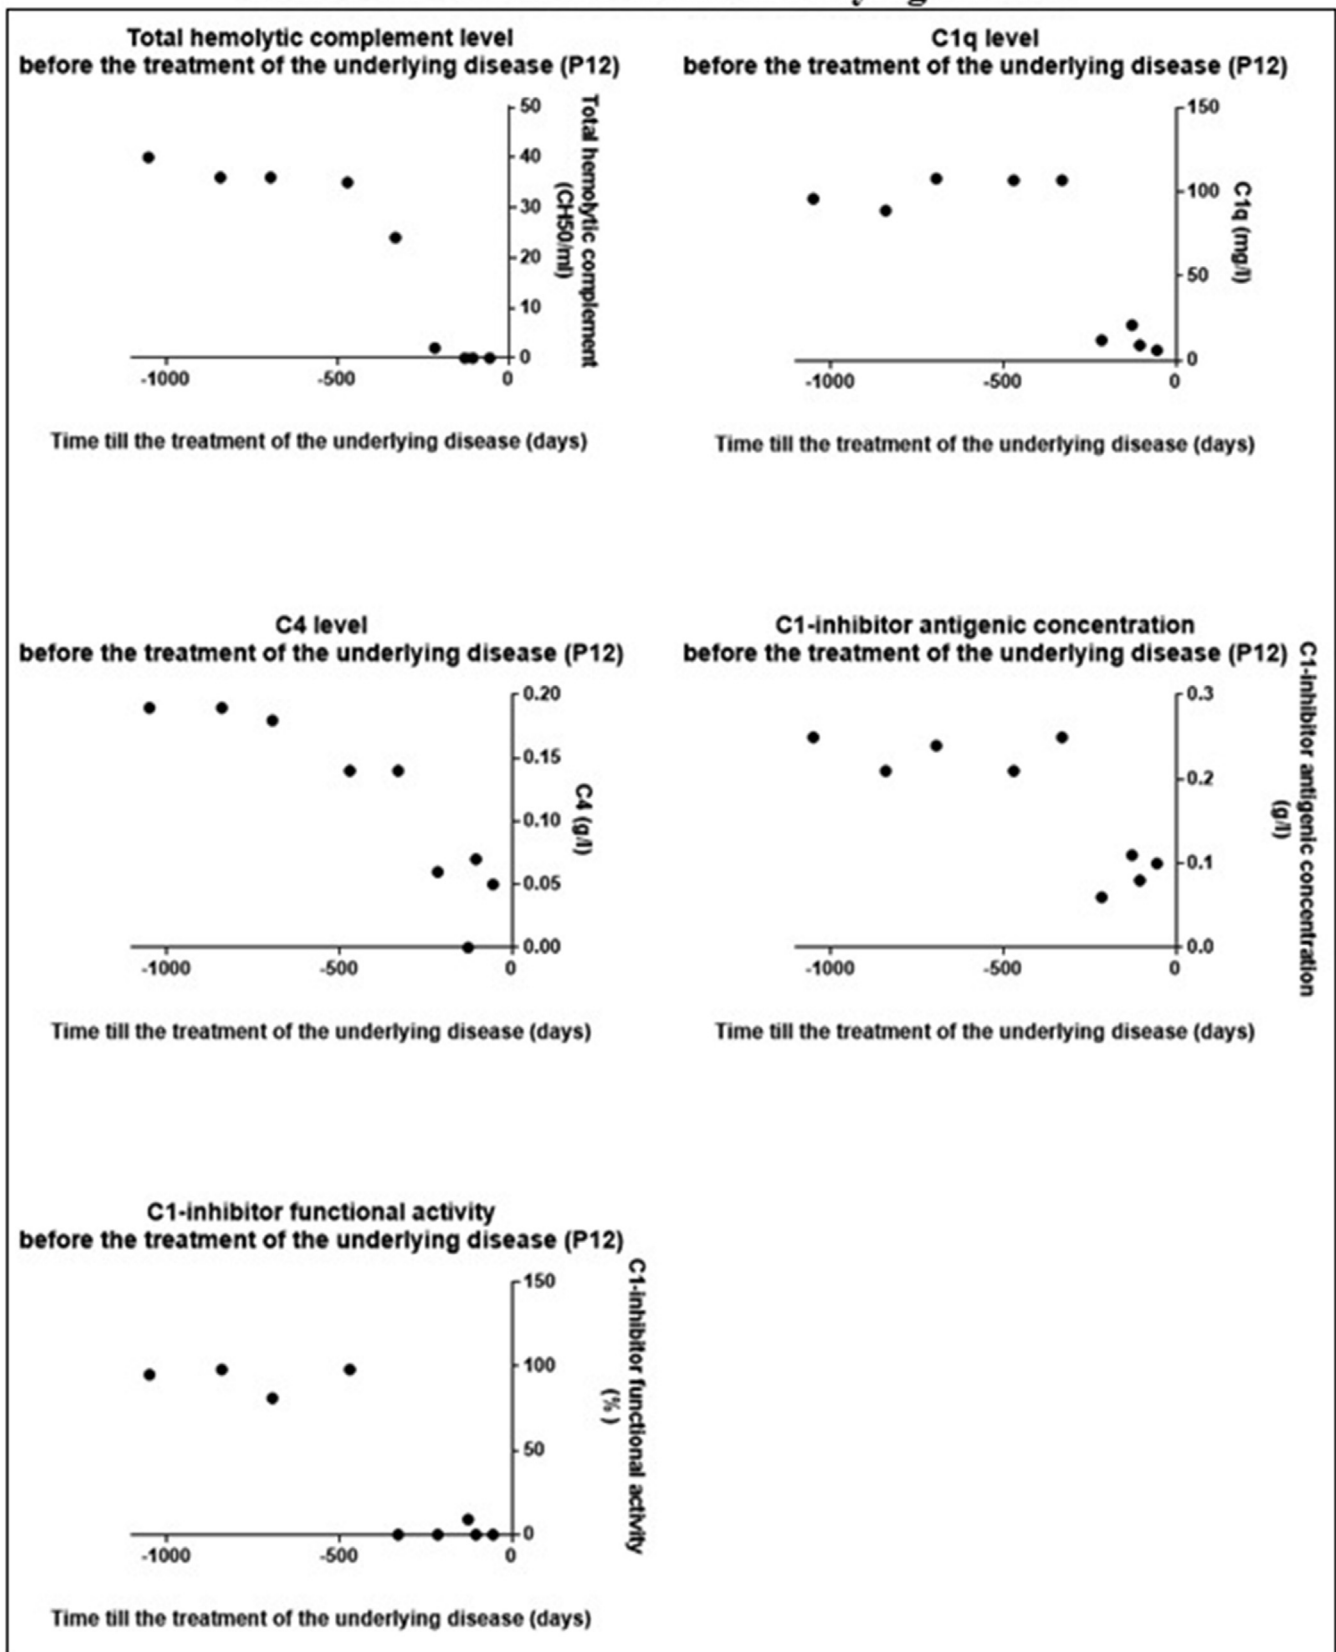 Total hemolytic complement level
before the treatment of the underlying disease (P12)
50
40
30
20
10
0
Total hemolytic complement
(CH50/ml)
-1000
-500
0
Time till the treatment of the underlying disease (days)
C1q level
before the treatment of the underlying disease (P12)
150
100
50
0
C1q (mg/l)
-1000
-500
0
Time till the treatment of the underlying disease (days)
C4 level
before the treatment of the underlying disease (P12)
0.20
0.15
0.10
0.05
0.00
C4 (g/l)
-1000
-500
0
Time till the treatment of the underlying disease (days)
C1-inhibitor antigenic concentration
before the treatment of the underlying disease (P12)
0.3
0.2
0.1
0.0
C1-inhibitor antigenic concentration
(g/l)
-1000
-500
0
Time till the treatment of the underlying disease (days)
C1-inhibitor functional activity
before the treatment of the underlying disease (P12)
150
100
50
0
C1-inhibitor functional activity
(%)
-1000
-500
0
Time till the treatment of the underlying disease (days)